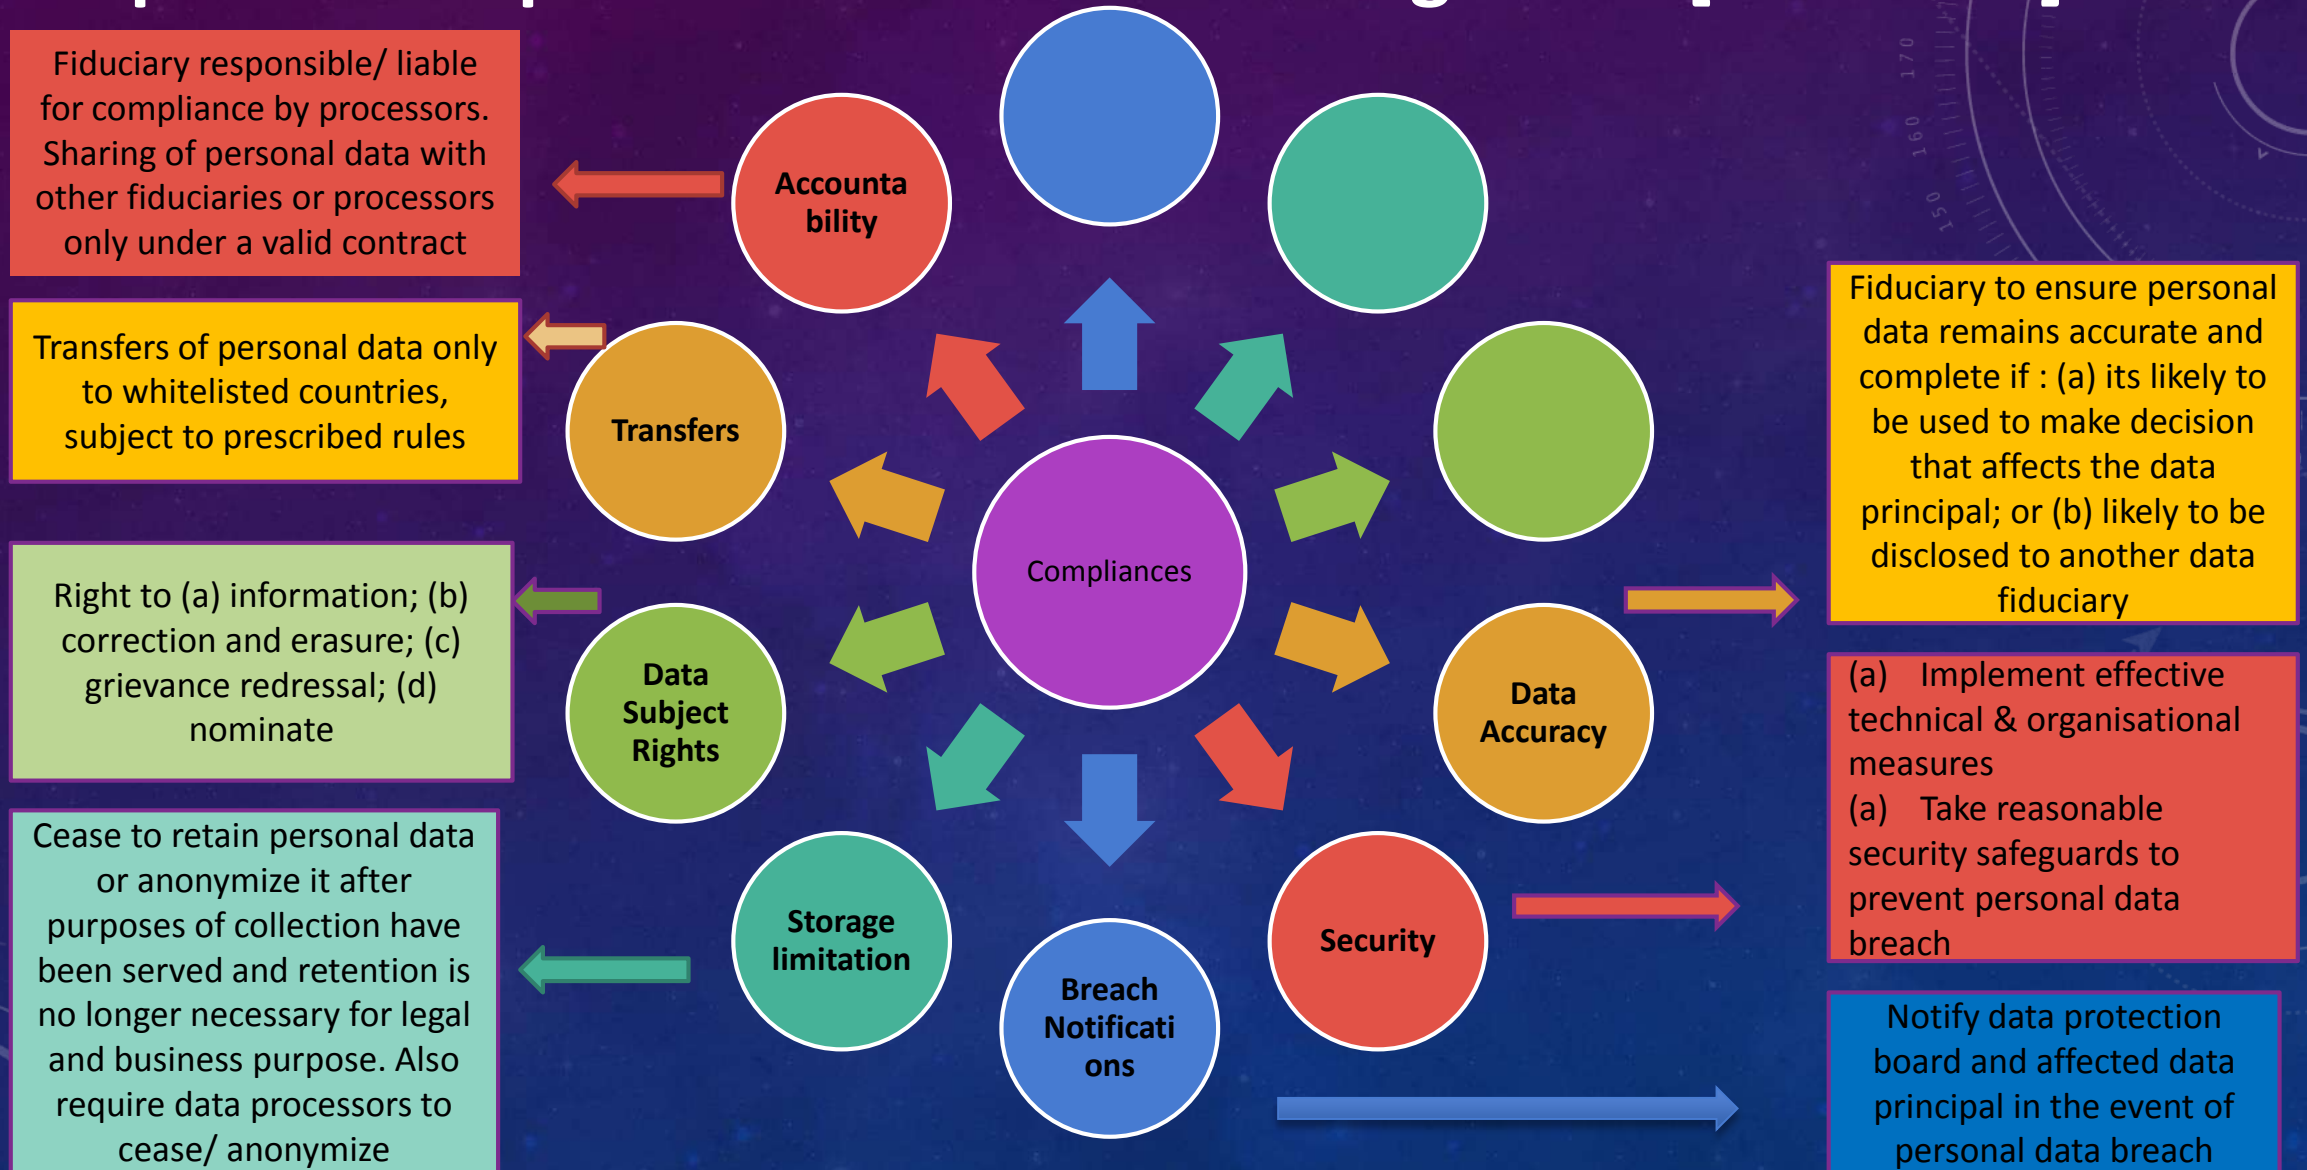 Fiduciary responsible/ liable
for compliance by processors.
Sharing of personal data with
other fiduciaries or processors
only under a valid contract
Transfers of personal data only
to whitelisted countries,
subject to prescribed rules
Right to (a) information; (b)
correction and erasure; (c)
grievance redressal; (d)
nominate
Cease to retain personal data
or anonymize it after
purposes of collection have
been served and retention is
no longer necessary for legal
and business purpose. Also
require data processors to
cease/ anonymize
Accounta
bility
Transfers
Data
Subject
Rights
Storage
limitation
Breach
Notificati
ons
Compliances
Security
Data
Accuracy
Fiduciary to ensure personal
data remains accurate and
complete if : (a) its likely to
be used to make decision
that affects the data
principal; or (b) likely to be
disclosed to another data
fiduciary
(a) Implement effective
technical & organisational
measures
(a) Take reasonable
security safeguards to
prevent personal data
breach
Notify data protection
board and affected data
principal in the event of
personal data breach
170
160
150